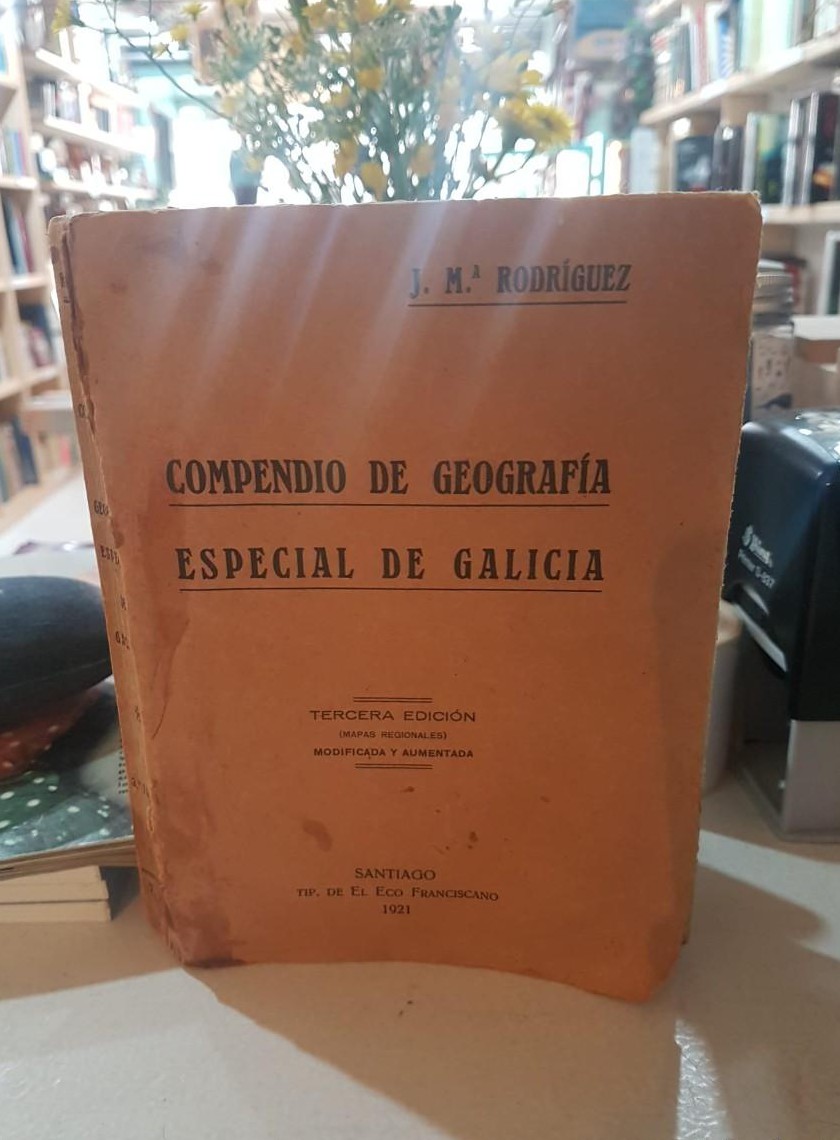 J. M.ª RODRÍGUEZ
COMPENDIO DE GEOGRAFÍA
ESPECIAL DE GALICIA
TERCERA EDICIÓN
(MAPAS REGIONALES)
MODIFICADA Y AUMENTADA
SANTIAGO
TIP. DE EL ECO FRANCISCANO
1921